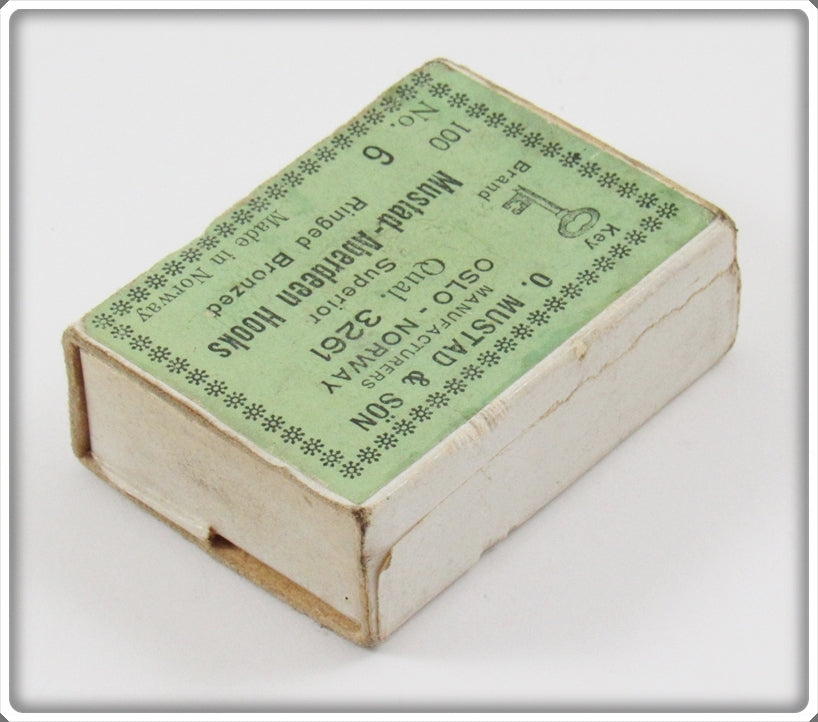 O. MUSTAD & SÖN
MANUFACTURERS
OSLO - NORWAY
Key Brand
Qual. 3261
Superior
Mustad-Aberdeen Hooks
Ringed Bronzed
100
No. 6
Made in Norway